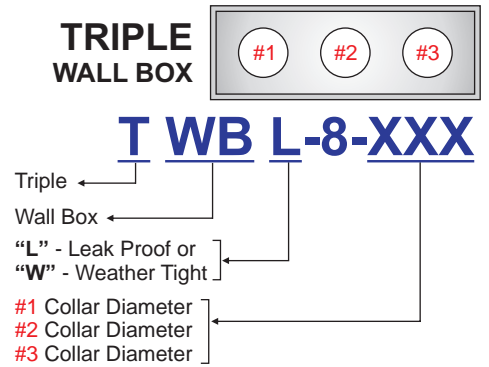 TRIPLE
WALL BOX
#1 #2 #3
T WB L-8-XXX
Triple
Wall Box
“L” - Leak Proof or
“W” - Weather Tight
#1 Collar Diameter
#2 Collar Diameter
#3 Collar Diameter